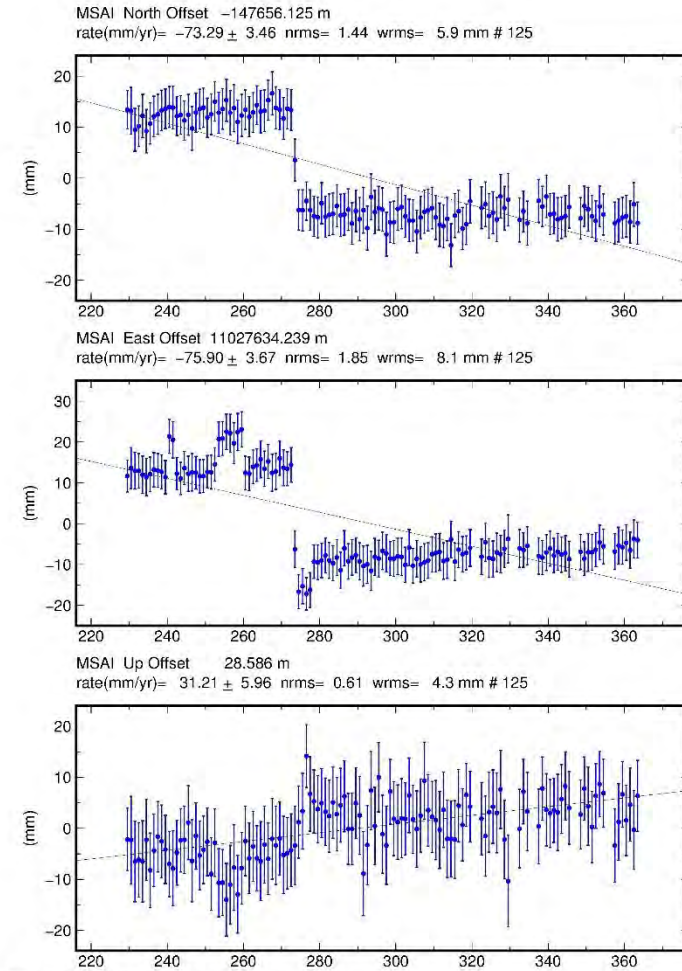 MSAI North Offset −147656.125 m
rate(mm/yr)= −73.29 ± 3.46 nrms= 1.44 wrms= 5.9 mm # 125
20
10
0
−10
−20
(mm)
220 240 260 280 300 320 340 360
MSAI East Offset 11027634.239 m
rate(mm/yr)= −75.90 ± 3.67 nrms= 1.85 wrms= 8.1 mm # 125
30
20
10
0
−10
−20
(mm)
220 240 260 280 300 320 340 360
MSAI Up Offset 28.586 m
rate(mm/yr)= 31.21 ± 5.96 nrms= 0.61 wrms= 4.3 mm # 125
20
10
0
−10
−20
(mm)
220 240 260 280 300 320 340 360